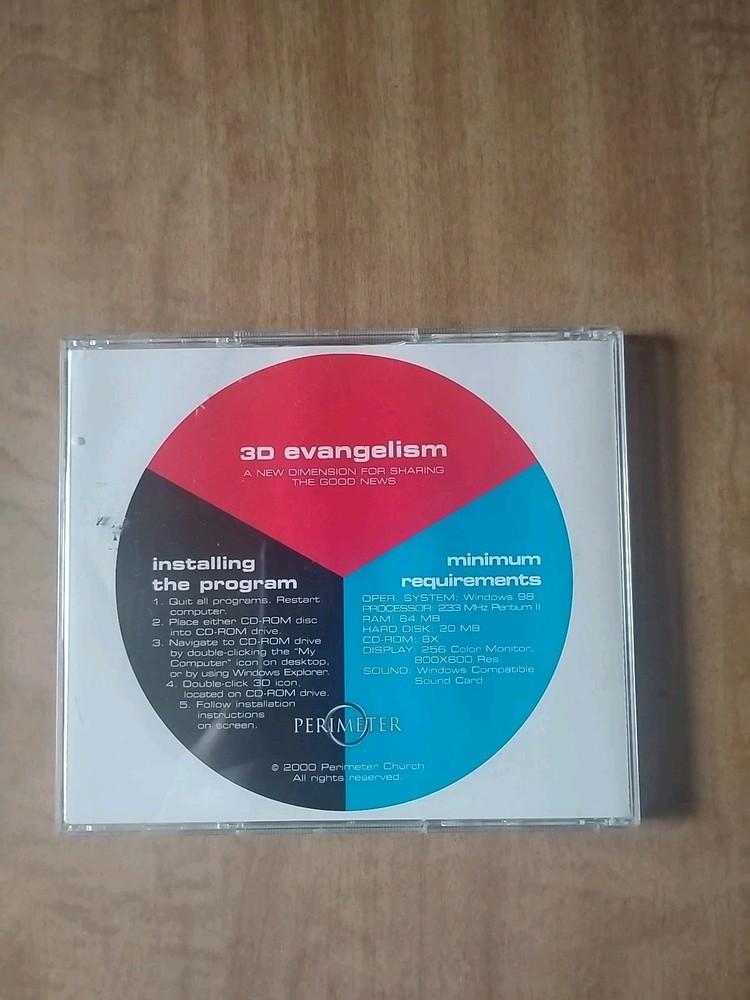 3D evangelism
A NEW DIMENSION FOR SHARING
THE GOOD NEWS
installing
the program
1. Quit all programs. Restart
computer.
2. Place either CD-ROM disc
into CD-ROM drive.
3. Navigate to CD-ROM drive
by double-clicking the "My
Computer" icon on desktop,
or by using Windows Explorer.
4. Double-click 3D icon,
located on CD-ROM drive.
5. Follow installation
instructions
on screen.
minimum
requirements
OPER. SYSTEM: Windows 98
PROCESSOR: 233 MHz Pentium II
RAM: 64 MB
HARD DISK: 20 MB
CD-ROM: 8X
DISPLAY: 256 Color Monitor,
800X600 Res.
SOUND: Windows Compatible
Sound Card
PERIMETER
© 2000 Perimeter Church
All rights reserved.